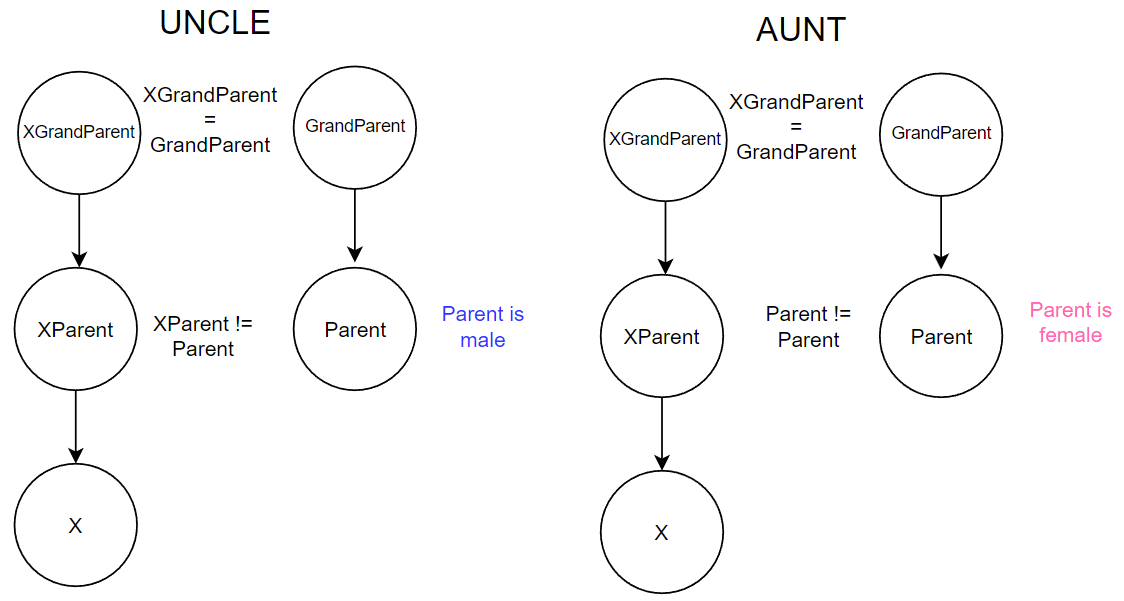 UNCLE
XGrandParent
XGrandParent
=
GrandParent
GrandParent
XParent
XParent !=
Parent
Parent
Parent is
male
X
AUNT
XGrandParent
XGrandParent
=
GrandParent
GrandParent
XParent
Parent !=
Parent
Parent
Parent is
female
X